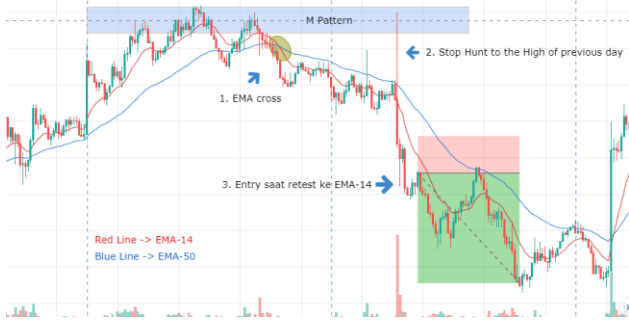 M Pattern
2. Stop Hunt to the High of previous day
1. EMA cross
3. Entry saat retest ke EMA-14
Red Line -> EMA-14
Blue Line -> EMA-50